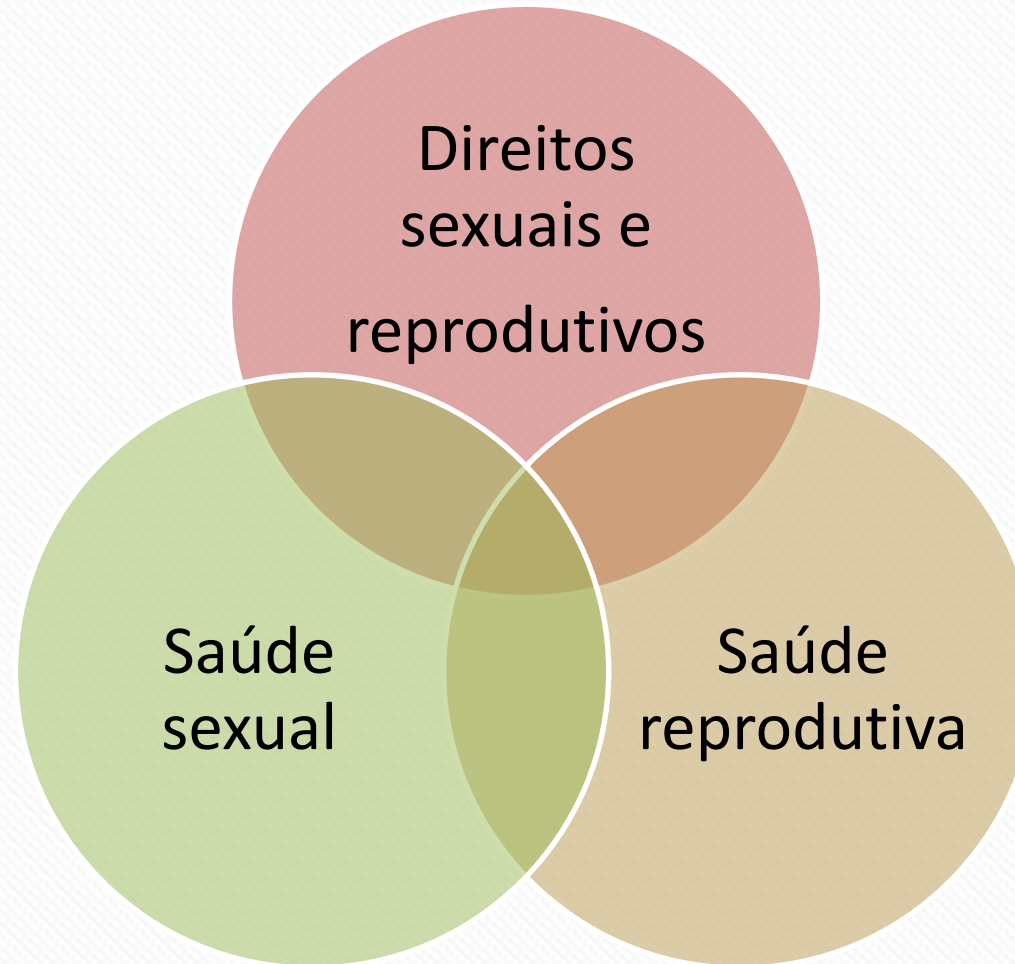 Direitos
sexuais e
reprodutivos
Saúde
sexual
Saúde
reprodutiva